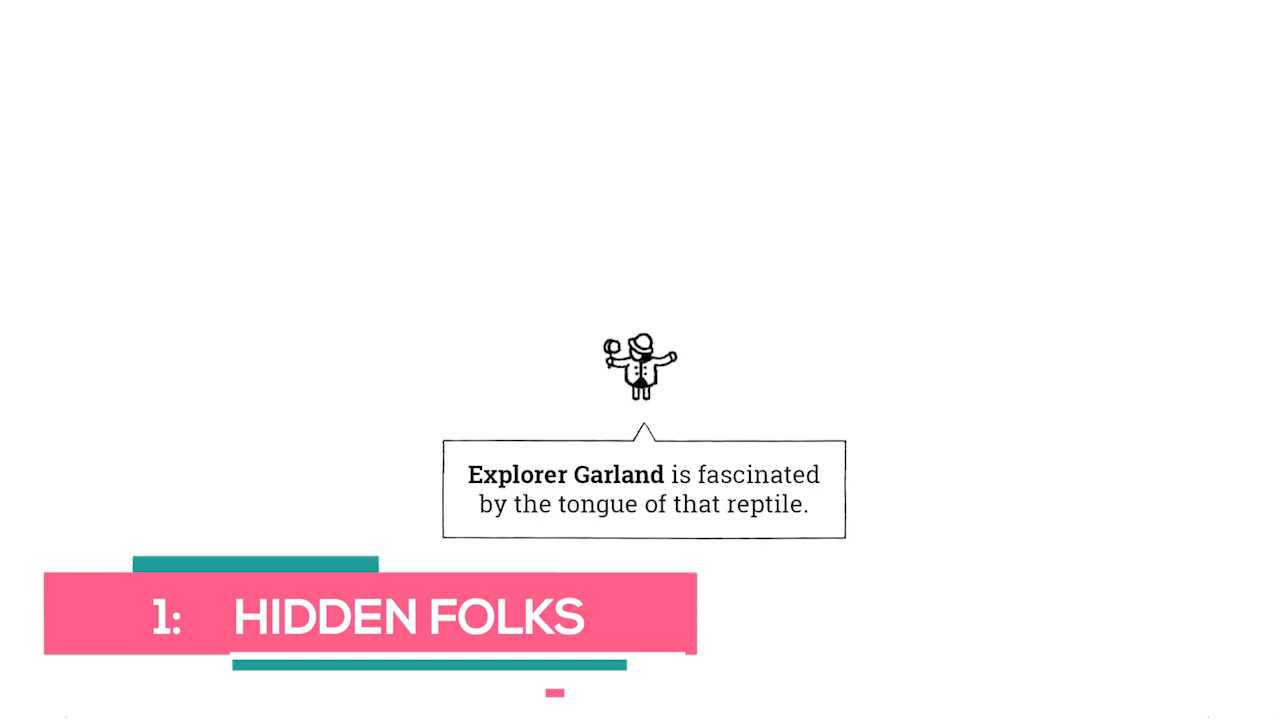 Explorer Garland is fascinated
by the tongue of that reptile.
1: HIDDEN FOLKS